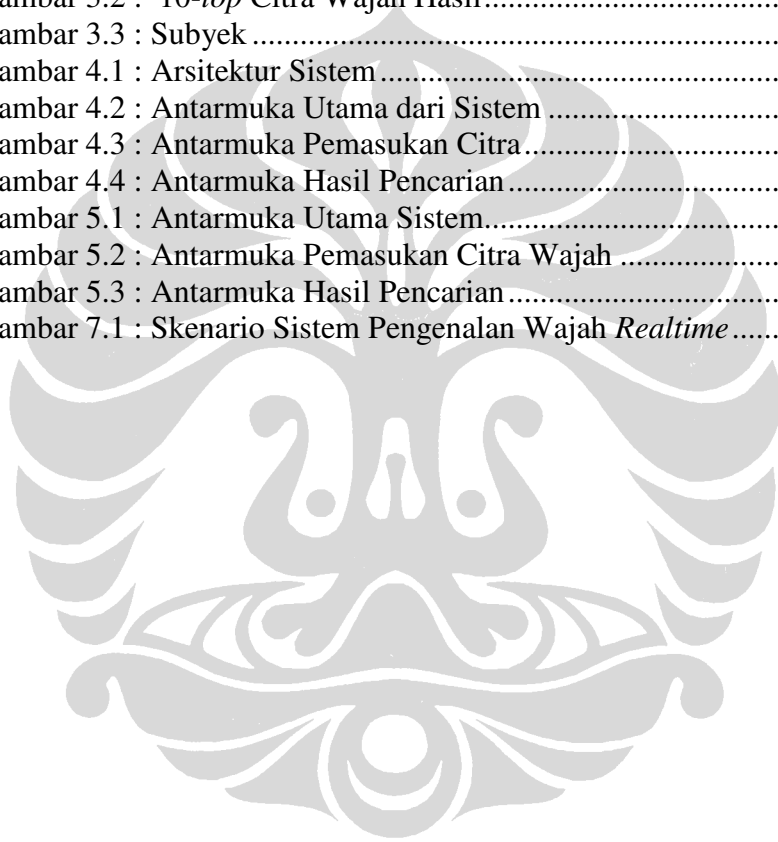 ambar 3.2 : 10-top Citra Wajah Hasil..................................................
ambar 3.3 : Subyek..................................................................................
ambar 4.1 : Arsitektur Sistem.................................................................
ambar 4.2 : Antarmuka Utama dari Sistem............................................
ambar 4.3 : Antarmuka Pemasukan Citra...............................................
ambar 4.4 : Antarmuka Hasil Pencarian.................................................
ambar 5.1 : Antarmuka Utama Sistem....................................................
ambar 5.2 : Antarmuka Pemasukan Citra Wajah...................................
ambar 5.3 : Antarmuka Hasil Pencarian.................................................
ambar 7.1 : Skenario Sistem Pengenalan Wajah Realtime......